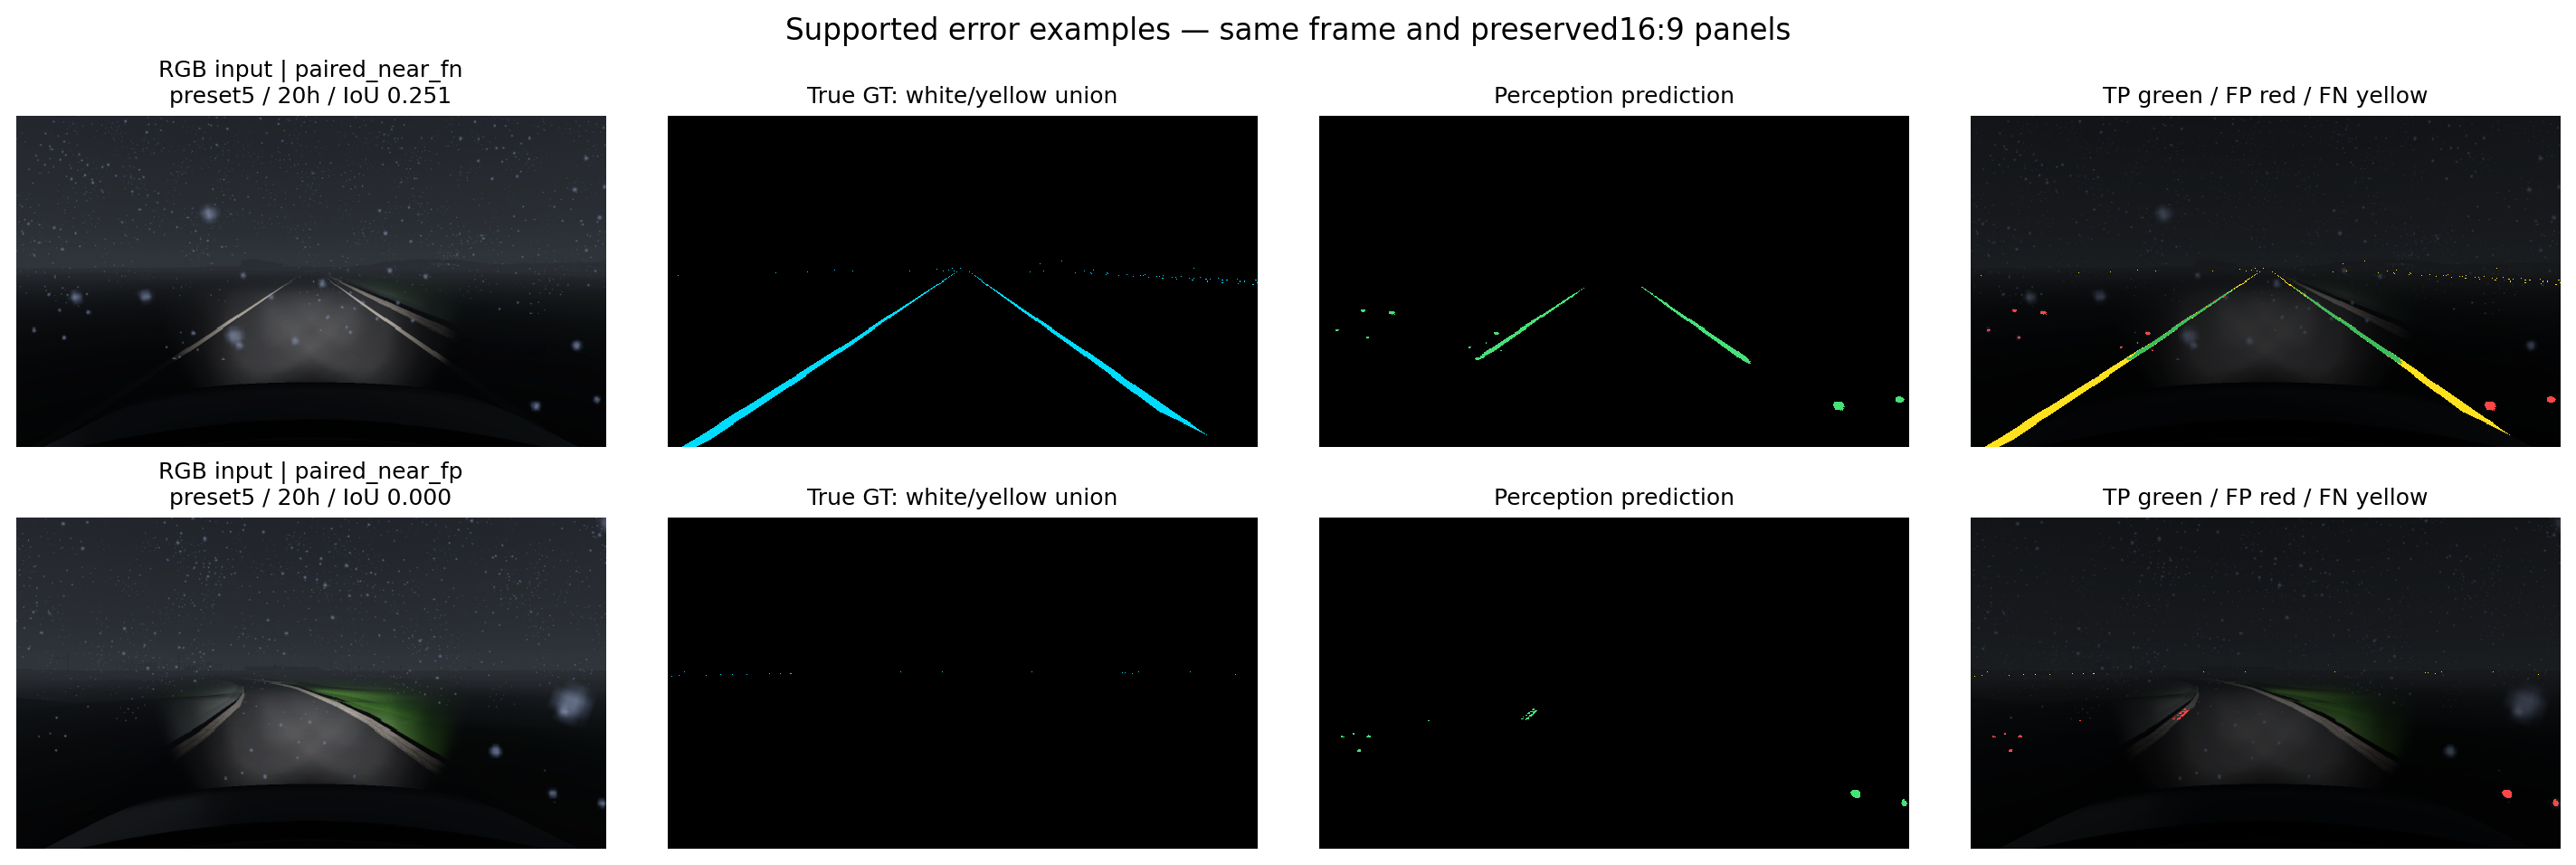 Supported error examples — same frame and preserved16:9 panels
RGB input | paired_near_fn
preset5 / 20h / IoU 0.251
True GT: white/yellow union
Perception prediction
TP green / FP red / FN yellow
RGB input | paired_near_fp
preset5 / 20h / IoU 0.000
True GT: white/yellow union
Perception prediction
TP green / FP red / FN yellow